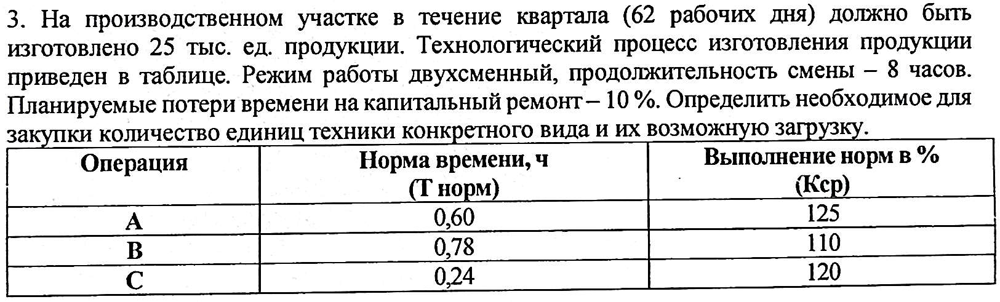 3. На производственном участке в течение квартала (62 рабочих дня) должно быть
изготовлено 25 тыс. ед. продукции. Технологический процесс изготовления продукции
приведен в таблице. Режим работы двухсменный, продолжительность смены – 8 часов.
Планируемые потери времени на капитальный ремонт – 10 %. Определить необходимое для
закупки количество единиц техники конкретного вида и их возможную загрузку.
Операция Норма времени, ч Выполнение норм в %
(Т норм) (Кср)
А 0,60 125
В 0,78 110
С 0,24 120